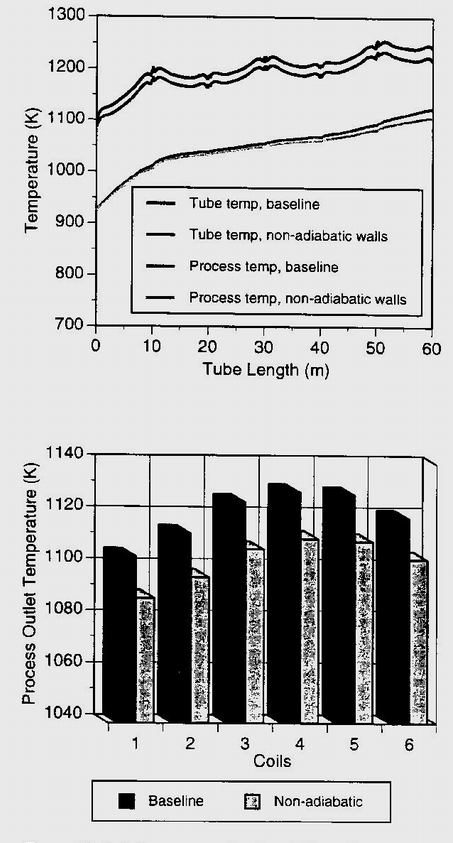 1300
1200
1100
1000
900
800
700
Temperature (K)
Tube temp, baseline
Tube temp, non-adiabatic walls
Process temp, baseline
Process temp, non-adiabatic walls
0 10 20 30 40 50 60
Tube Length (m)
1140
1120
1100
1080
1060
1040
Process Outlet Temperature (K)
1 2 3 4 5 6
Coils
Baseline Non-adiabatic